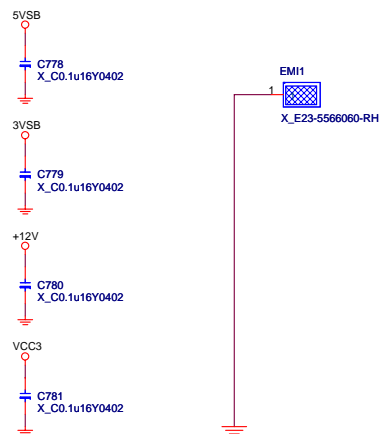 5VSB
C778
X_C0.1u16Y0402
EMI1
1
X_E23-5566060-RH
3VSB
C779
X_C0.1u16Y0402
+12V
C780
X_C0.1u16Y0402
VCC3
C781
X_C0.1u16Y0402